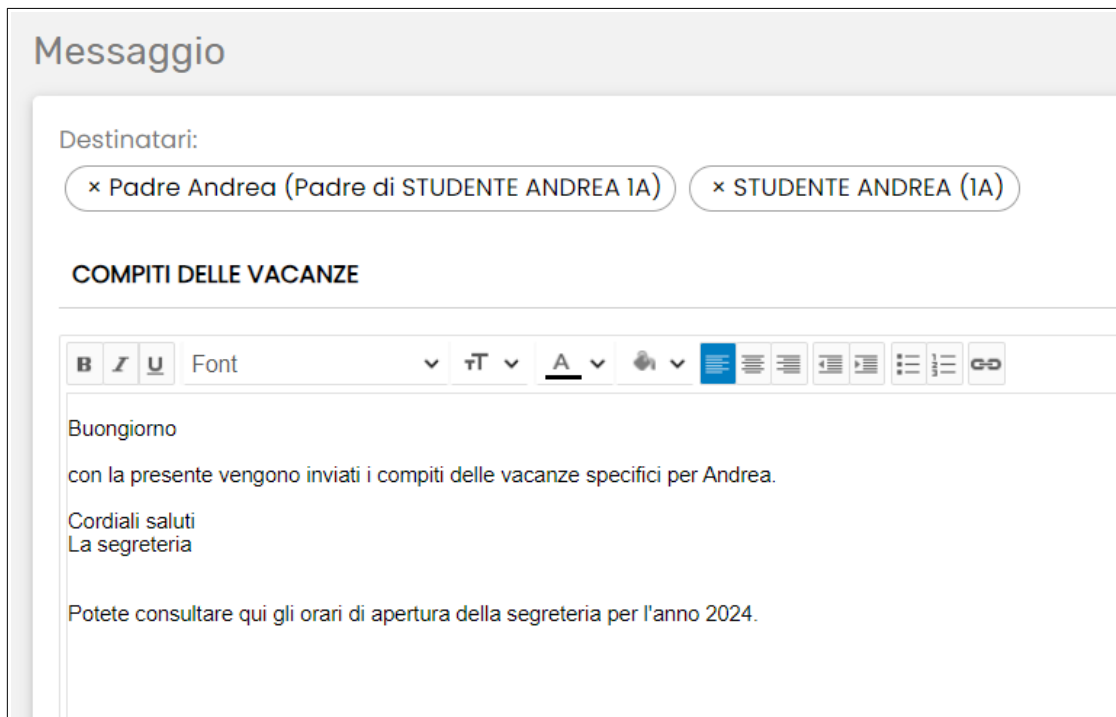 Messaggio
Destinatari:
× Padre Andrea (Padre di STUDENTE ANDREA 1A) × STUDENTE ANDREA (1A)
COMPITI DELLE VACANZE
B I U Font TT A
Buongiorno
con la presente vengono inviati i compiti delle vacanze specifici per Andrea.
Cordiali saluti
La segreteria
Potete consultare qui gli orari di apertura della segreteria per l'anno 2024.